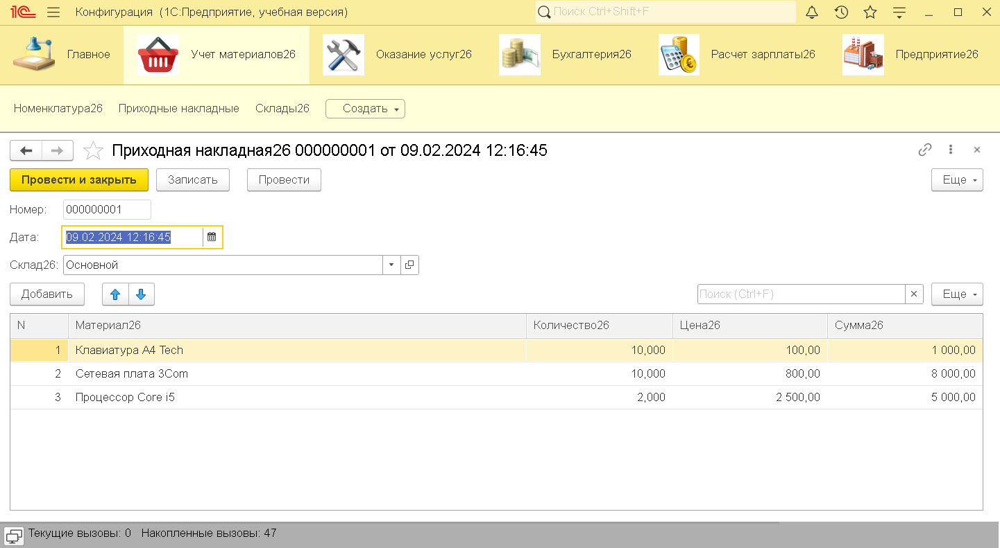 1С Конфигурация (1С:Предприятие, учебная версия) Поиск Ctrl+Shift+F
Главное Учет материалов26 Оказание услуг26 Бухгалтерия26 Расчет зарплаты26 Предприятие26
Номенклатура26 Приходные накладные Склады26 Создать
Приходная накладная26 000000001 от 09.02.2024 12:16:45
Провести и закрыть Записать Провести Еще
Номер: 000000001
Дата: 09.02.2024 12:16:45
Склад26: Основной
Добавить Поиск (Ctrl+F) Еще
N Материал26 Количество26 Цена26 Сумма26
1 Клавиатура A4 Tech 10,000 100,00 1 000,00
2 Сетевая плата 3Com 10,000 800,00 8 000,00
3 Процессор Core i5 2,000 2 500,00 5 000,00
Текущие вызовы: 0 Накопленные вызовы: 47